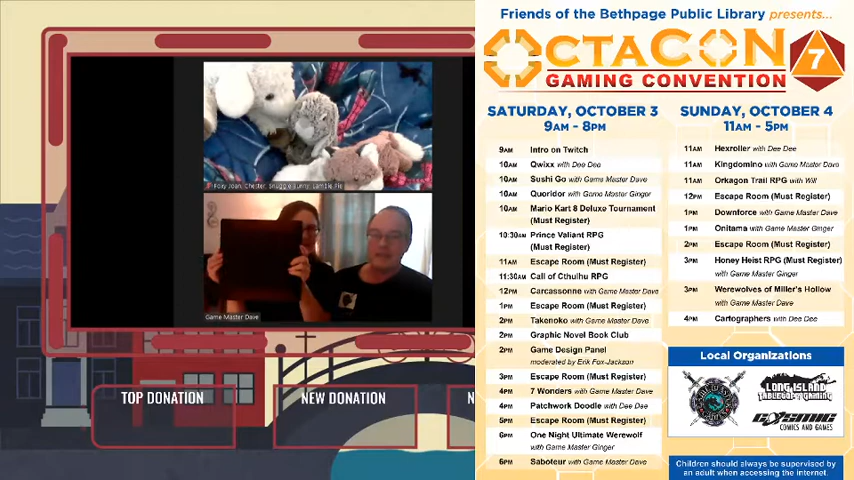 Roxy Joan, Chester, Snuggle Bunny, Lambie Pie
Game Master Dave
TOP DONATION
NEW DONATION
N
Friends of the Bethpage Public Library presents...
OCTACON
7
GAMING CONVENTION
SATURDAY, OCTOBER 3
9AM - 8PM
9AM Intro on Twitch
10AM Qwixx with Dee Dee
10AM Sushi Go with Game Master Dave
10AM Quoridor with Game Master Ginger
10AM Mario Kart 8 Deluxe Tournament
(Must Register)
10:30AM Prince Valiant RPG
(Must Register)
11AM Escape Room (Must Register)
11:30AM Call of Cthulhu RPG
12PM Carcassonne with Game Master Dave
1PM Escape Room (Must Register)
2PM Takenoko with Game Master Dave
2PM Graphic Novel Book Club
2PM Game Design Panel
moderated by Erik Fox-Jackson
3PM Escape Room (Must Register)
4PM 7 Wonders with Game Master Dave
4PM Patchwork Doodle with Dee Dee
5PM Escape Room (Must Register)
6PM One Night Ultimate Werewolf
with Game Master Ginger
6PM Saboteur with Game Master Dave
SUNDAY, OCTOBER 4
11AM - 5PM
11AM Hexroller with Dee Dee
11AM Kingdomino with Game Master Dave
11AM Orkagon Trail RPG with Will
12PM Escape Room (Must Register)
1PM Downforce with Game Master Dave
1PM Onitama with Game Master Ginger
2PM Escape Room (Must Register)
3PM Honey Heist RPG (Must Register)
with Game Master Ginger
3PM Werewolves of Miller's Hollow
with Game Master Dave
4PM Cartographers with Dee Dee
Local Organizations
LONG ISLAND
TABLETOP GAMING
COSMIC
COMICS AND GAMES
Children should always be supervised by
an adult when accessing the internet.